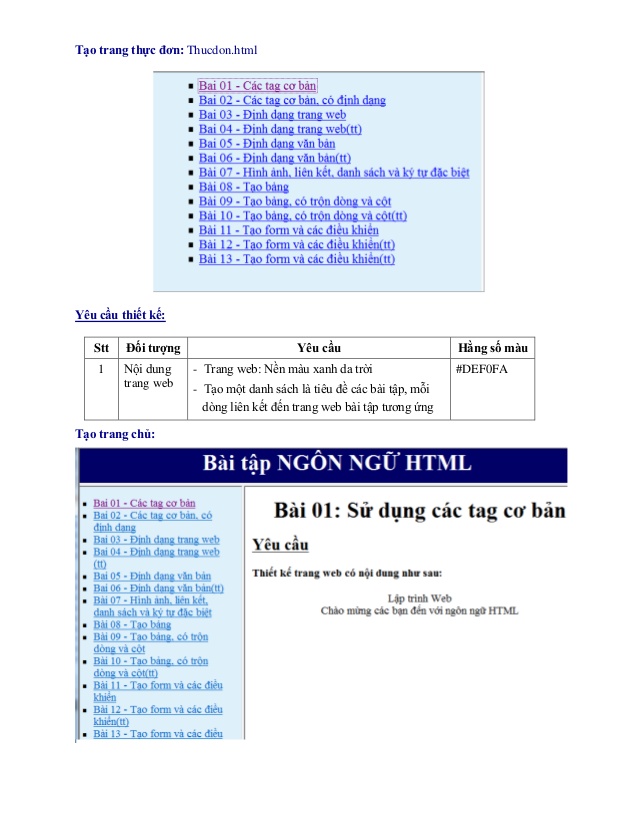 Tạo trang thực đơn: Thucdon.html
Bai 01 - Các tag cơ bản
Bai 02 - Các tag cơ bản, có định dạng
Bai 03 - Định dạng trang web
Bai 04 - Định dạng trang web(tt)
Bai 05 - Định dạng văn bản
Bai 06 - Định dạng văn bản(tt)
Bài 07 - Hình ảnh, liên kết, danh sách và ký tự đặc biệt
Bài 08 - Tạo bảng
Bài 09 - Tạo bảng, có trộn dòng và cột
Bài 10 - Tạo bảng, có trộn dòng và cột(tt)
Bài 11 - Tạo form và các điều khiển
Bài 12 - Tạo form và các điều khiển(tt)
Bài 13 - Tạo form và các điều khiển(tt)
Yêu cầu thiết kế:
Stt Đối tượng Yêu cầu Hằng số màu
1 Nội dung trang web - Trang web: Nền màu xanh da trời #DEF0FA
- Tạo một danh sách là tiêu đề các bài tập, mỗi
dòng liên kết đến trang web bài tập tương ứng
Tạo trang chủ:
Bài tập NGÔN NGỮ HTML
Bai 01 - Các tag cơ bản
Bai 02 - Các tag cơ bản, có
định dạng
Bai 03 - Định dạng trang web
Bai 04 - Định dạng trang web
(tt)
Bai 05 - Định dạng văn bản
Bai 06 - Định dạng văn bản(tt)
Bài 07 - Hình ảnh, liên kết,
danh sách và ký tự đặc biệt
Bài 08 - Tạo bảng
Bài 09 - Tạo bảng, có trộn
dòng và cột
Bài 10 - Tạo bảng, có trộn
dòng và cột(tt)
Bài 11 - Tạo form và các điều
khiển
Bài 12 - Tạo form và các điều
khiển(tt)
Bài 13 - Tạo form và các điều
Bài 01: Sử dụng các tag cơ bản
Yêu cầu
Thiết kế trang web có nội dung như sau:
Lập trình Web
Chào mừng các bạn đến với ngôn ngữ HTML